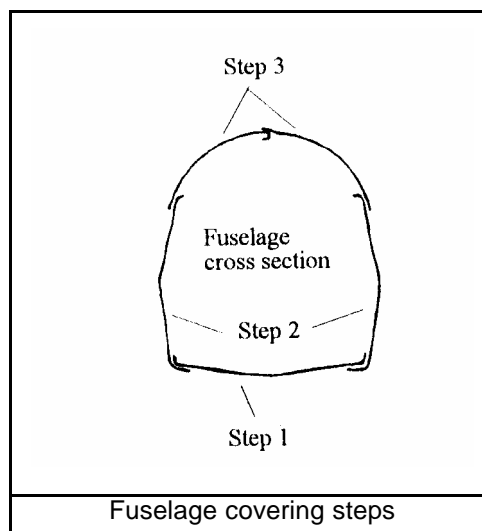 Step 3
Fuselage
cross section
Step 2
Step 1
Fuselage covering steps